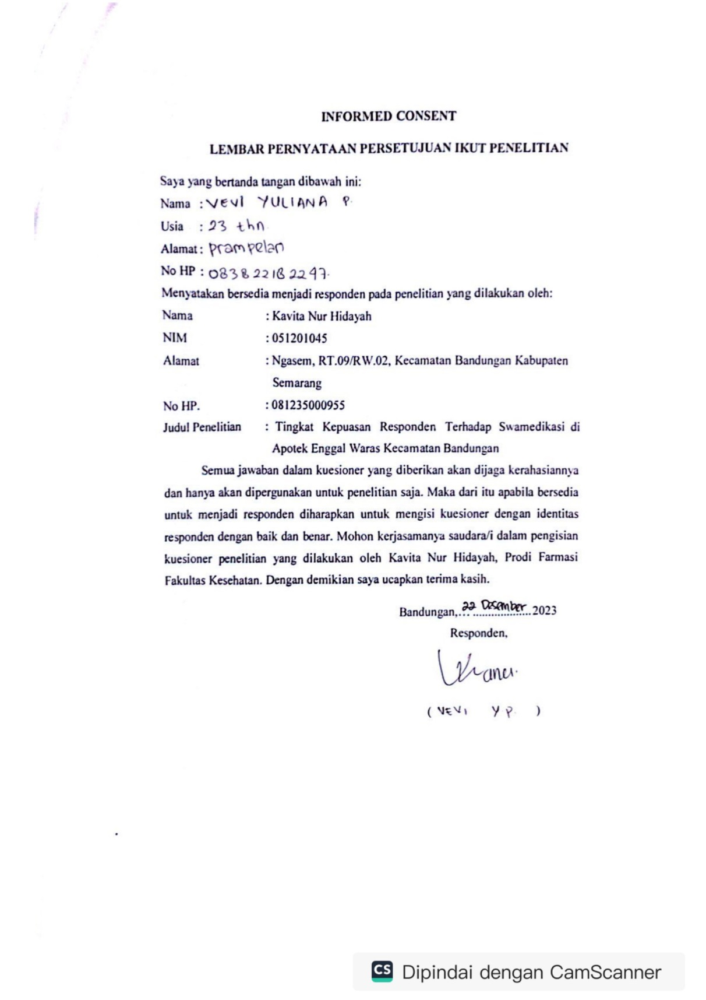 INFORMED CONSENT
LEMBAR PERNYATAAN PERSETUJUAN IKUT PENELITIAN
Saya yang bertanda tangan dibawah ini:
Nama : VEVI YULIANA P.
Usia : 23 thn
Alamat : prampelan
No HP :
Menyatakan bersedia menjadi responden pada penelitian yang dilakukan oleh:
Nama : Kavita Nur Hidayah
NIM : 051201045
Alamat : Ngasem, RT.09/RW.02, Kecamatan Bandungan Kabupaten
Semarang
No HP. : 081235000955
Judul Penelitian : Tingkat Kepuasan Responden Terhadap Swamedikasi di
Apotek Enggal Waras Kecamatan Bandungan
Semua jawaban dalam kuesioner yang diberikan akan dijaga kerahasiannya
dan hanya akan dipergunakan untuk penelitian saja. Maka dari itu apabila bersedia
untuk menjadi responden diharapkan untuk mengisi kuesioner dengan identitas
responden dengan baik dan benar. Mohon kerjasamanya saudara/i dalam pengisian
kuesioner penelitian yang dilakukan oleh Kavita Nur Hidayah, Prodi Farmasi
Fakultas Kesehatan. Dengan demikian saya ucapkan terima kasih.
Bandungan, 22 Desember 2023
Responden,
( VEVI Y P. )
CS Dipindai dengan CamScanner